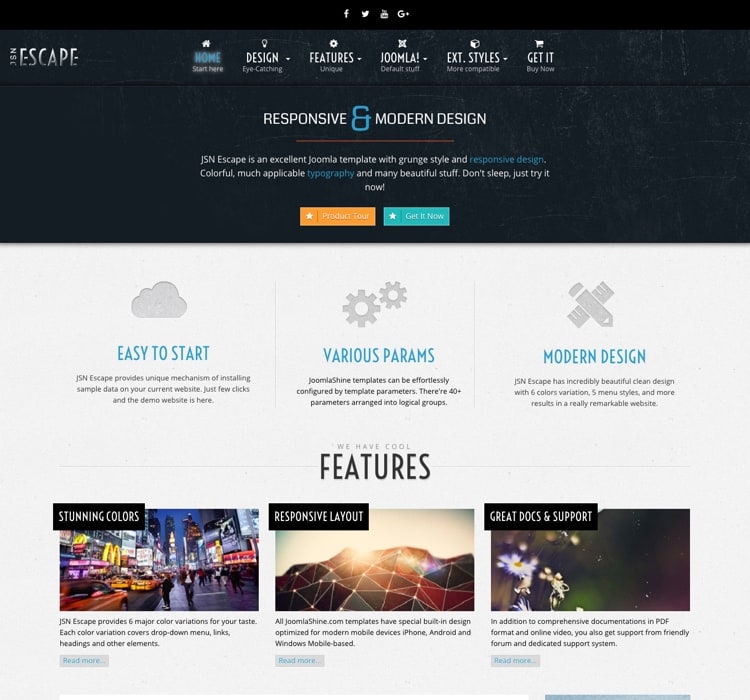 JSN ESCAPE
HOME
Start here
DESIGN
Eye-Catching
FEATURES
Unique
JOOMLA!
Default stuff
EXT. STYLES
More compatible
GET IT
Buy Now
RESPONSIVE & MODERN DESIGN
JSN Escape is an excellent Joomla template with grunge style and responsive design.
Colorful, much applicable typography and many beautiful stuff. Don't sleep, just try it
now!
Product Tour
Get It Now
EASY TO START
JSN Escape provides unique mechanism of installing
sample data on your current website. Just few clicks
and the demo website is here.
VARIOUS PARAMS
JoomlaShine templates can be effortlessly
configured by template parameters. There're 40+
parameters arranged into logical groups.
MODERN DESIGN
JSN Escape has incredibly beautiful clean design
with 6 colors variation, 5 menu styles, and more
results in a really remarkable website.
WE HAVE COOL
FEATURES
STUNNING COLORS
JSN Escape provides 6 major color variations for your taste.
Each color variation covers drop-down menu, links,
headings and other elements.
Read more...
RESPONSIVE LAYOUT
All JoomlaShine.com templates have special built-in design
optimized for modern mobile devices iPhone, Android and
Windows Mobile-based.
Read more...
GREAT DOCS & SUPPORT
In addition to comprehensive documentations in PDF
format and online video, you also get support from friendly
forum and dedicated support system.
Read more...